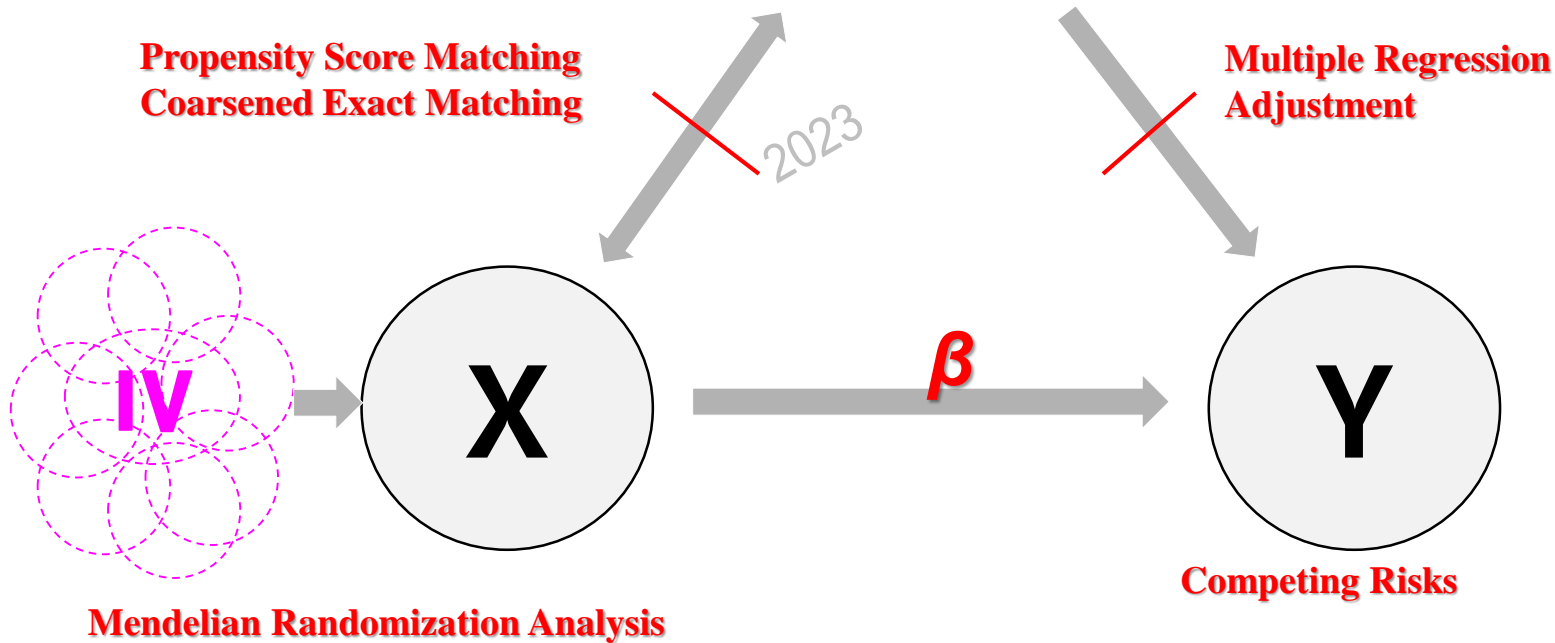 Propensity Score Matching
Coarsened Exact Matching
Multiple Regression
Adjustment
2023
IV
X
β
Y
Competing Risks
Mendelian Randomization Analysis